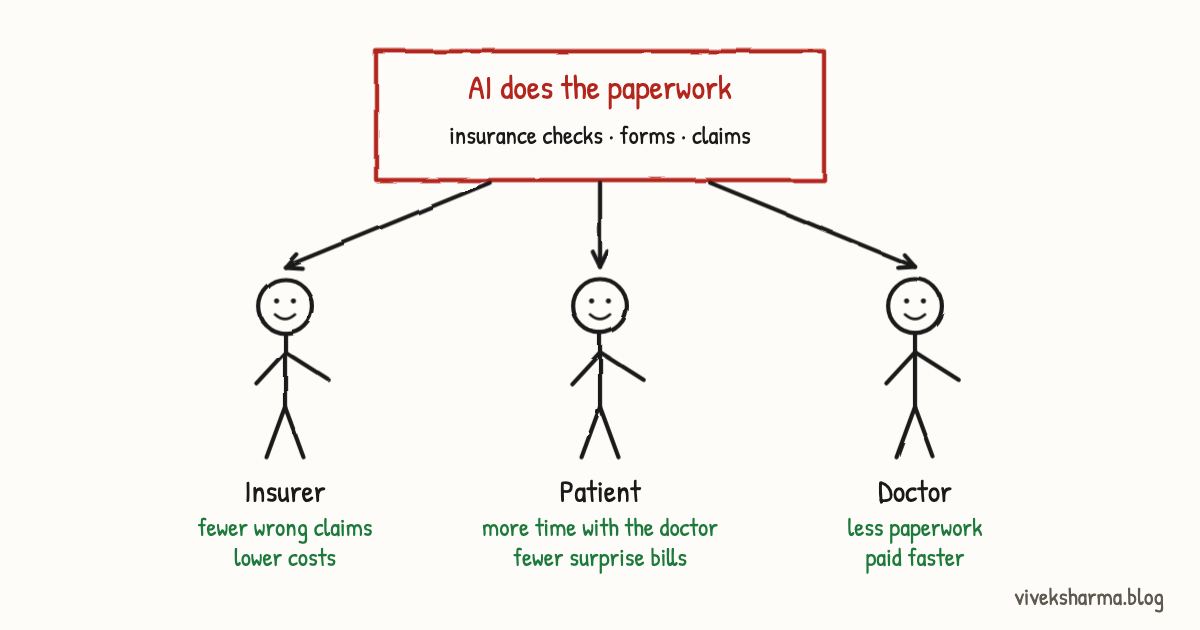 AI does the paperwork
insurance checks · forms · claims
Insurer
fewer wrong claims
lower costs
Patient
more time with the doctor
fewer surprise bills
Doctor
less paperwork
paid faster
viveksharma.blog